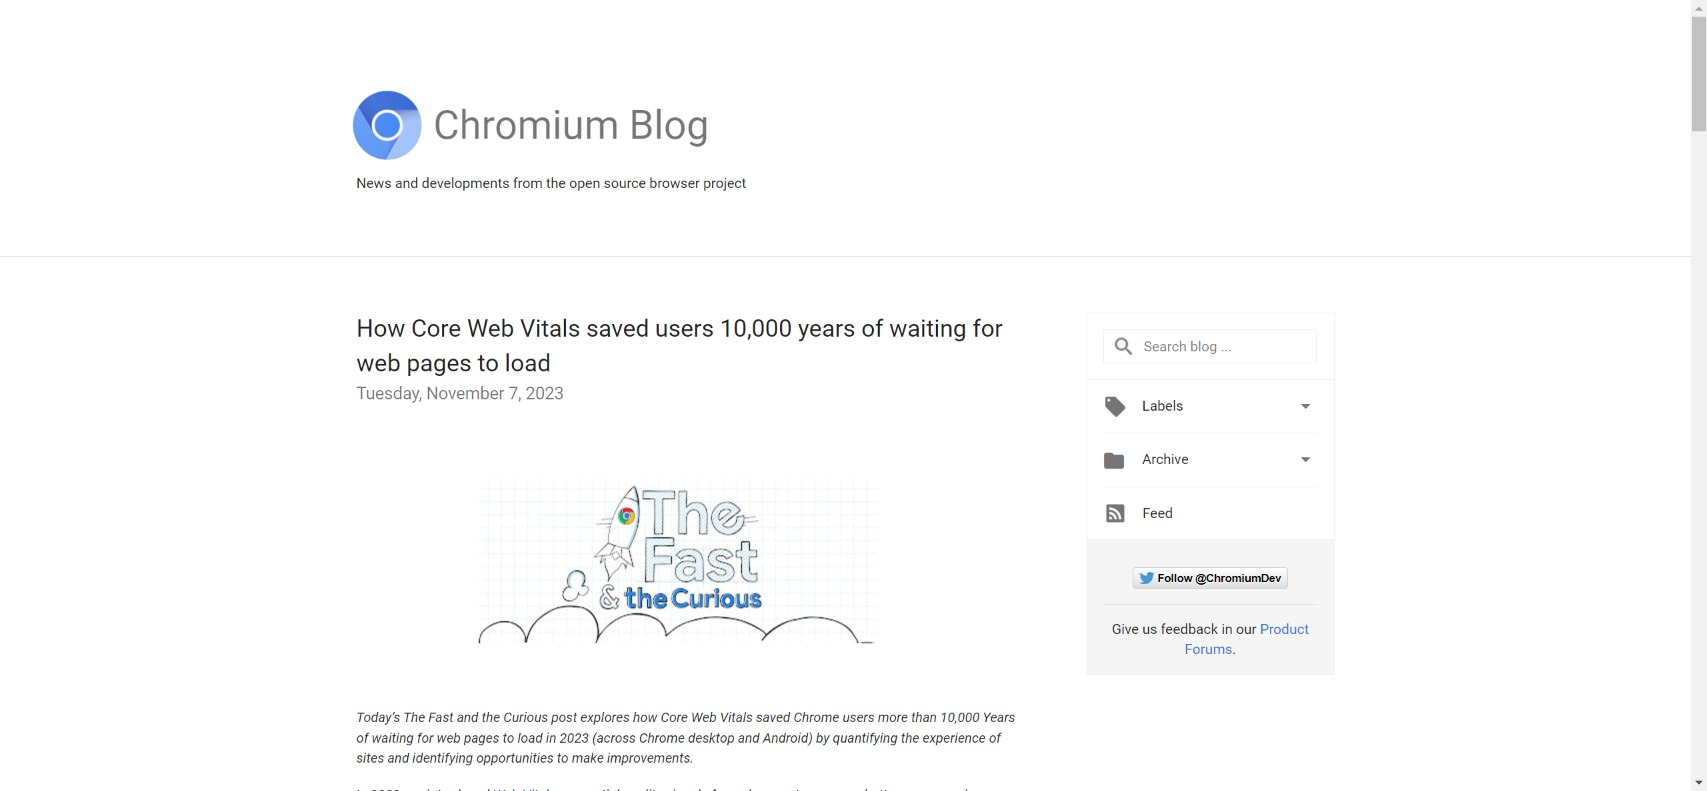 Chromium Blog
News and developments from the open source browser project
How Core Web Vitals saved users 10,000 years of waiting for
web pages to load
Tuesday, November 7, 2023
The
Fast
& the Curious
Today's The Fast and the Curious post explores how Core Web Vitals saved Chrome users more than 10,000 Years
of waiting for web pages to load in 2023 (across Chrome desktop and Android) by quantifying the experience of
sites and identifying opportunities to make improvements.
Search blog ...
Labels
Archive
Feed
Follow @ChromiumDev
Give us feedback in our Product
Forums.